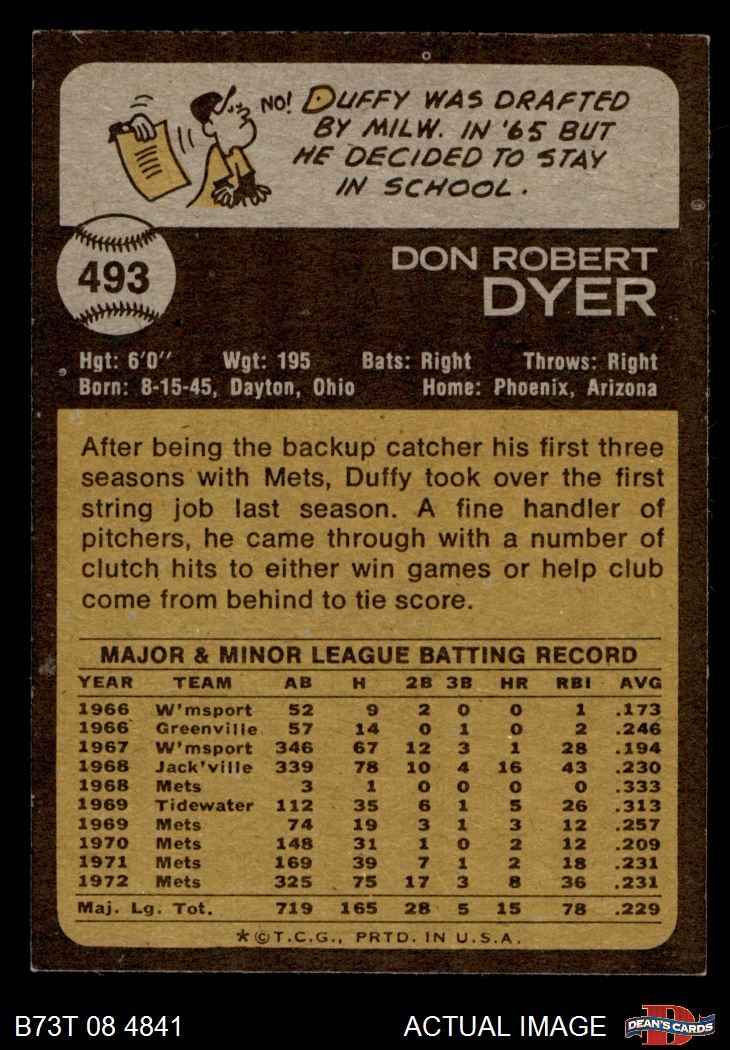 NO! DUFFY WAS DRAFTED
BY MILW. IN '65 BUT
HE DECIDED TO STAY
IN SCHOOL.
493
DON ROBERT
DYER
Hgt: 6'0" Wgt: 195 Bats: Right Throws: Right
Born: 8-15-45, Dayton, Ohio Home: Phoenix, Arizona
After being the backup catcher his first three
seasons with Mets, Duffy took over the first
string job last season. A fine handler of
pitchers, he came through with a number of
clutch hits to either win games or help club
come from behind to tie score.
MAJOR & MINOR LEAGUE BATTING RECORD
YEAR TEAM AB H 2B 3B HR RBI AVG
1966 W'msport 52 9 2 0 0 1 .173
1966 Greenville 57 14 0 1 0 2 .246
1967 W'msport 346 67 12 3 1 28 .194
1968 Jack'ville 339 78 10 4 16 43 .230
1968 Mets 3 1 0 0 0 0 .333
1969 Tidewater 112 35 6 1 5 26 .313
1969 Mets 74 19 3 1 3 12 .257
1970 Mets 148 31 1 0 2 12 .209
1971 Mets 169 39 7 1 2 18 .231
1972 Mets 325 75 17 3 8 36 .231
Maj. Lg. Tot. 719 165 28 5 15 78 .229
*©T.C.G., PRTD. IN U.S.A.
B73T 08 4841 ACTUAL IMAGE
D
DEAN'S CARDS